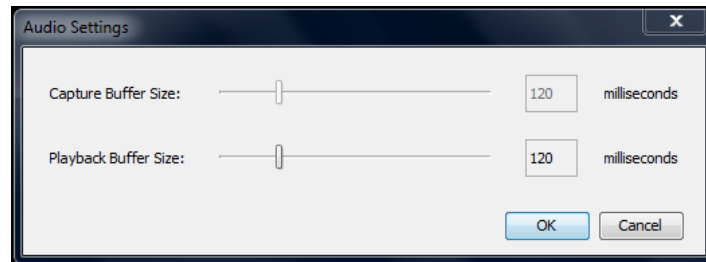 Audio Settings
Capture Buffer Size: 120 milliseconds
Playback Buffer Size: 120 milliseconds
OK Cancel